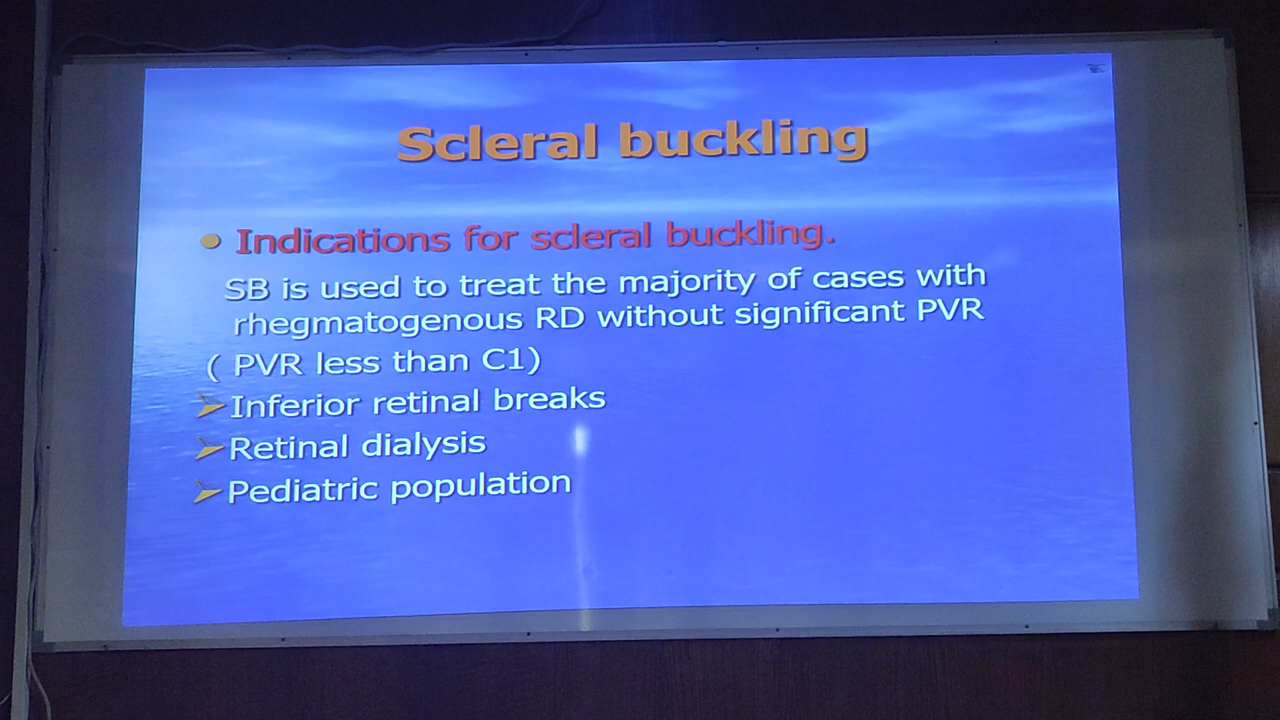 Scleral buckling
• Indications for scleral buckling.
SB is used to treat the majority of cases with
rhegmatogenous RD without significant PVR
( PVR less than C1)
➢Inferior retinal breaks
➢Retinal dialysis
➢Pediatric population